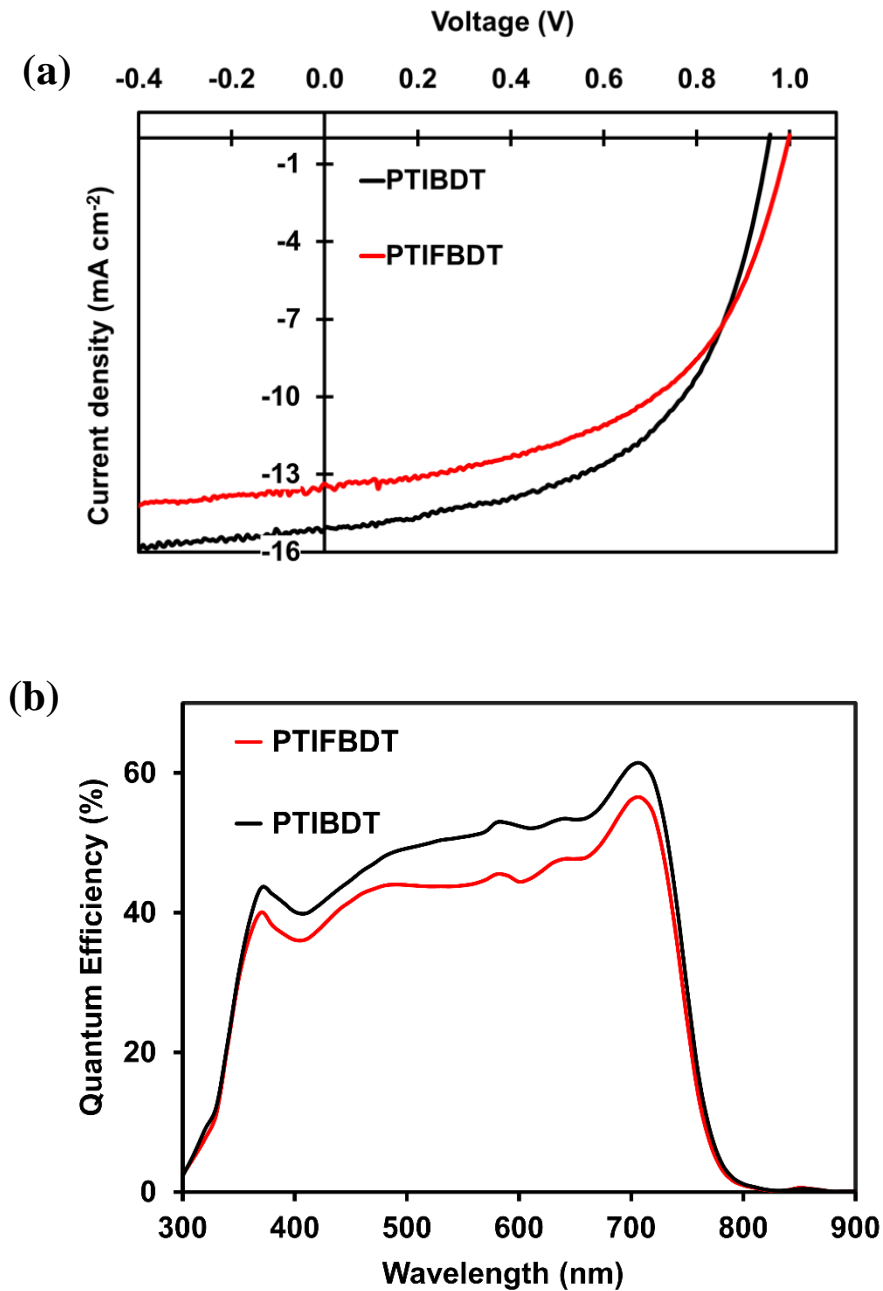 Voltage (V)
(a)
-0.4 -0.2 0.0 0.2 0.4 0.6 0.8 1.0
Current density (mA cm-2)
-1
-4
-7
-10
-13
-16
PTIBDT
PTIFBDT
(b)
Quantum Efficiency (%)
60
40
20
0
PTIFBDT
PTIBDT
300 400 500 600 700 800 900
Wavelength (nm)